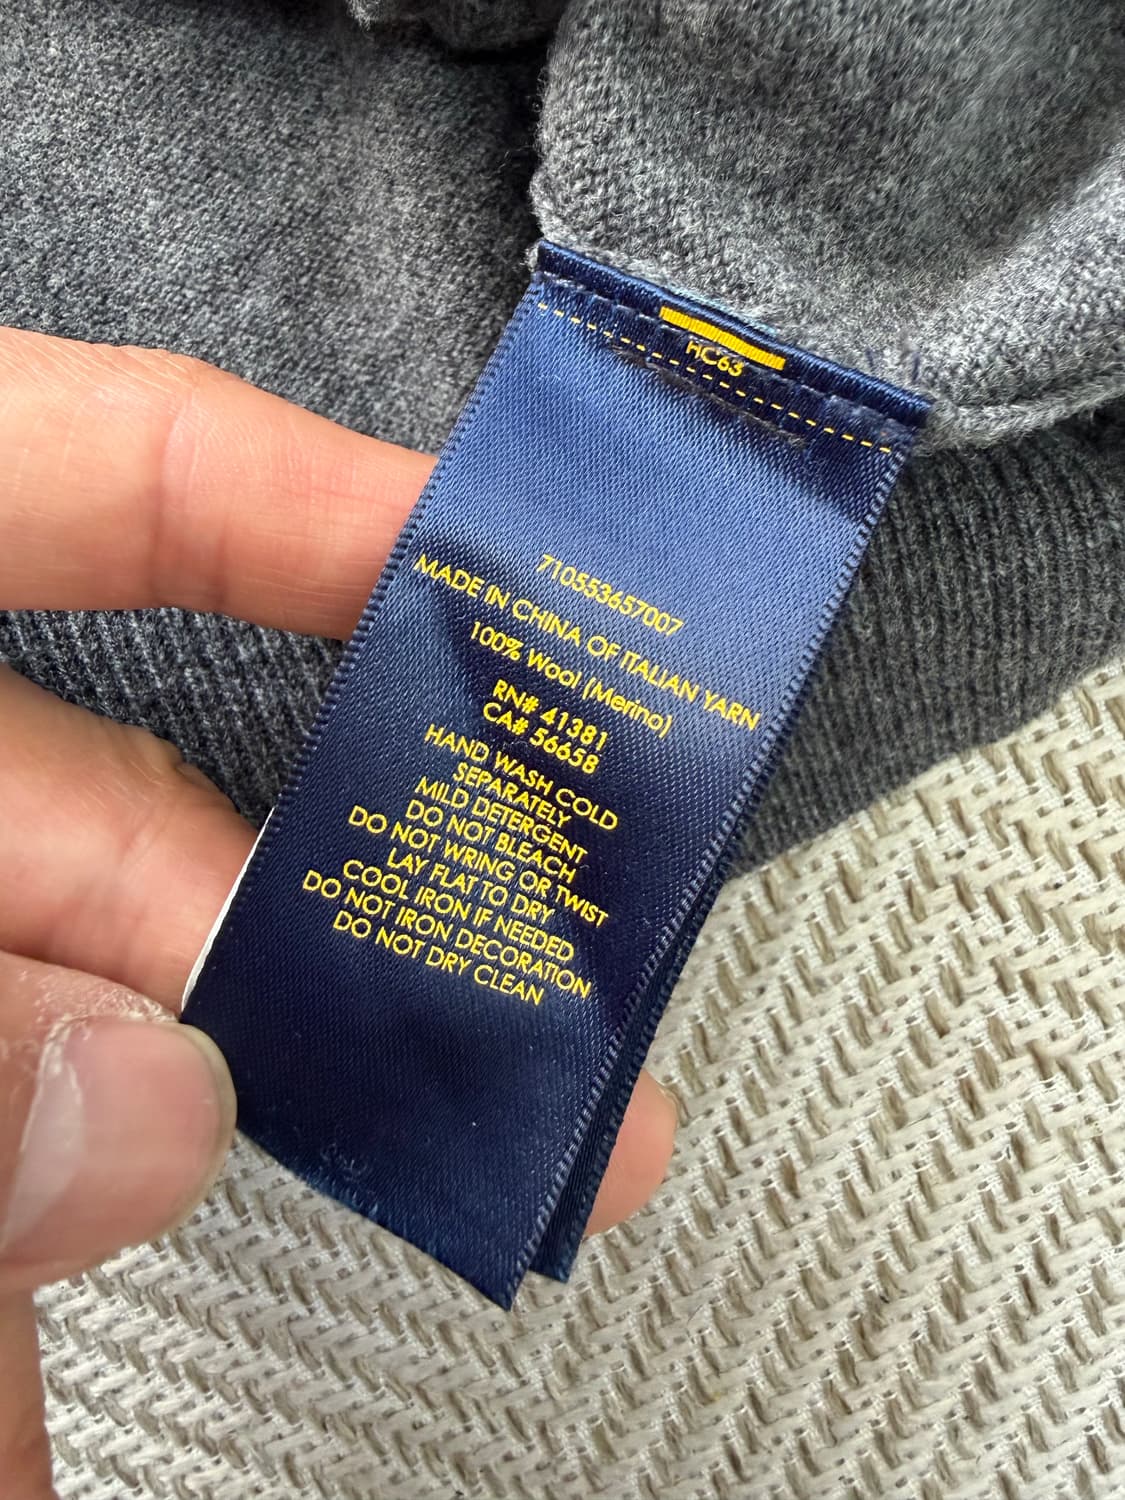 HC63
710553657007
MADE IN CHINA OF ITALIAN YARN
100% Wool (Merino)
RN# 41381
CA# 56658
HAND WASH COLD
SEPARATELY
MILD DETERGENT
DO NOT BLEACH
DO NOT WRING OR TWIST
LAY FLAT TO DRY
COOL IRON IF NEEDED
DO NOT IRON DECORATION
DO NOT DRY CLEAN